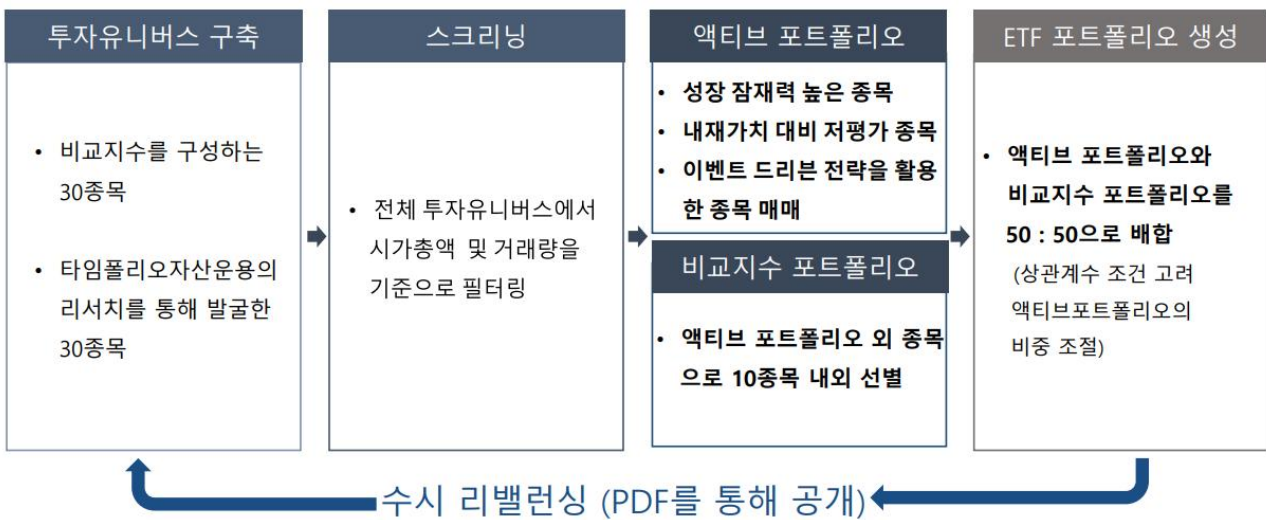 투자유니버스 구축
• 비교지수를 구성하는
30종목
• 타임폴리오자산운용의
리서치를 통해 발굴한
30종목
스크리닝
• 전체 투자유니버스에서
시가총액 및 거래량을
기준으로 필터링
액티브 포트폴리오
• 성장 잠재력 높은 종목
• 내재가치 대비 저평가 종목
• 이벤트 드리븐 전략을 활용
한 종목 매매
비교지수 포트폴리오
• 액티브 포트폴리오 외 종목
으로 10종목 내외 선별
ETF 포트폴리오 생성
• 액티브 포트폴리오와
비교지수 포트폴리오를
50 : 50으로 배합
(상관계수 조건 고려
액티브포트폴리오의
비중 조절)
수시 리밸런싱 (PDF를 통해 공개)